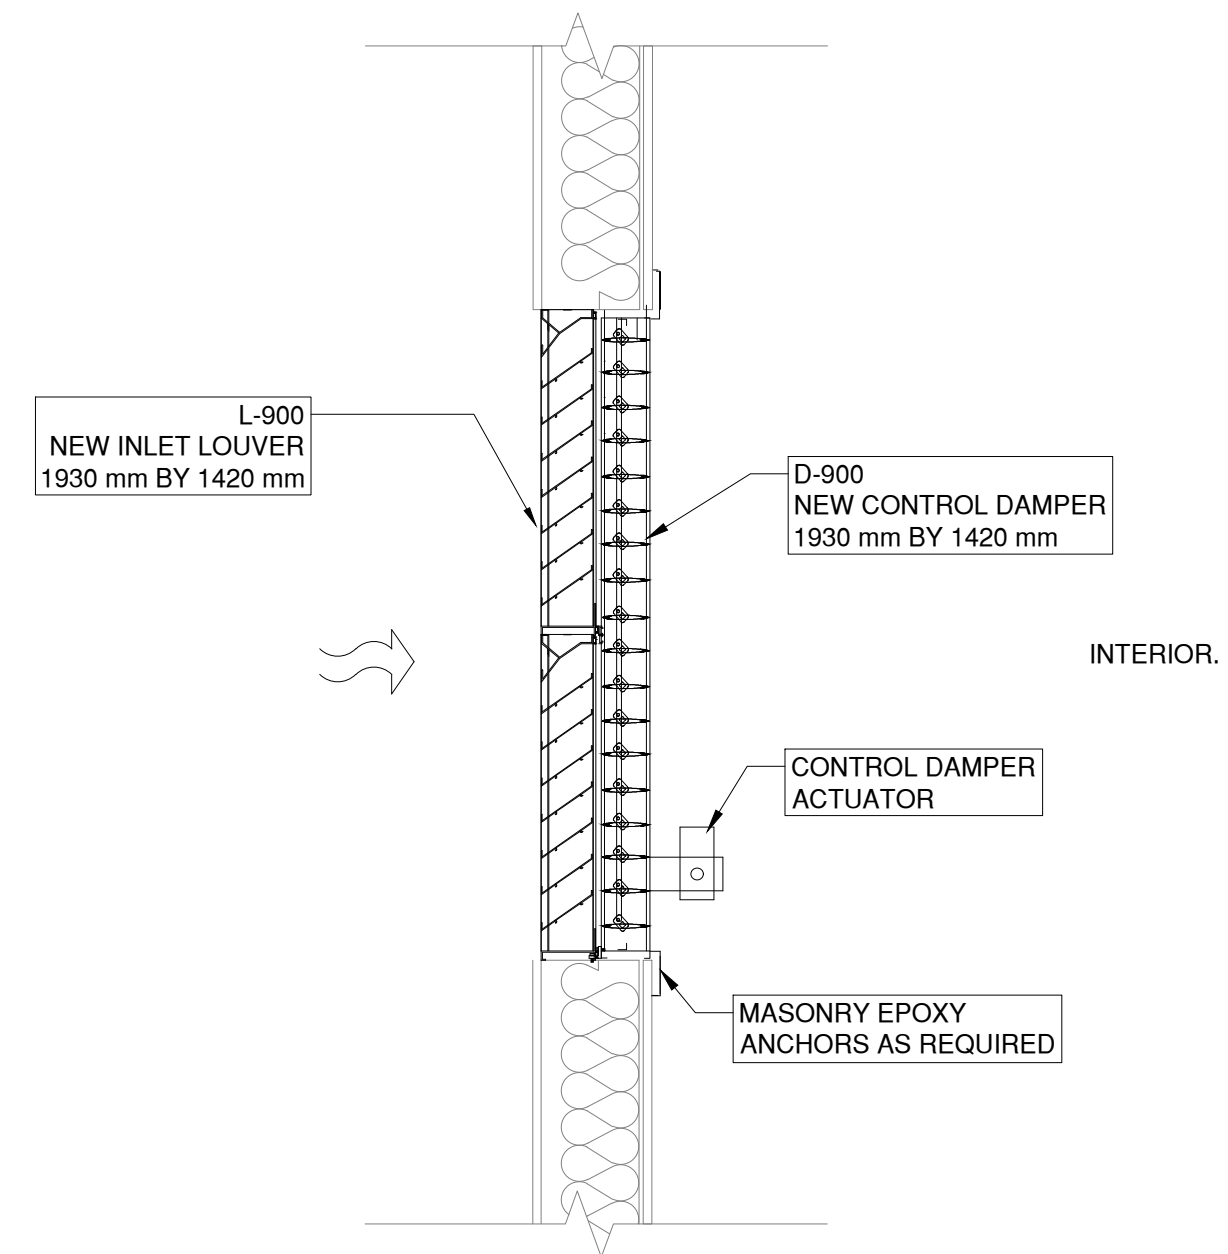 L-900
NEW INLET LOUVER
1930 mm BY 1420 mm
D-900
NEW CONTROL DAMPER
1930 mm BY 1420 mm
INTERIOR.
CONTROL DAMPER
ACTUATOR
MASONRY EPOXY
ANCHORS AS REQUIRED